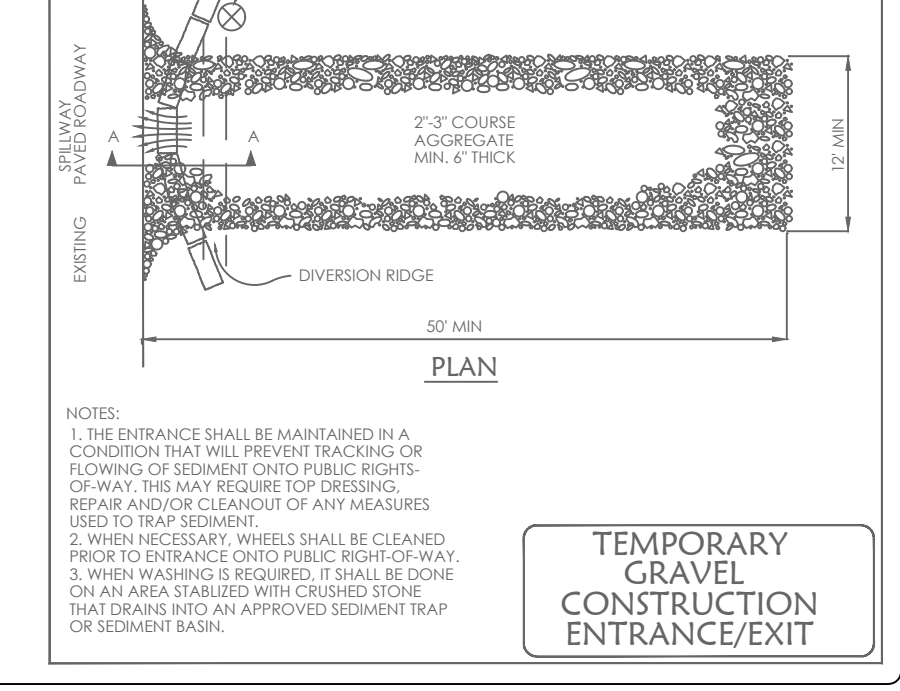 SPILLWAY
PAVED ROADWAY
EXISTING
A
A
2"-3" COURSE
AGGREGATE
MIN. 6" THICK
12' MIN
DIVERSION RIDGE
50' MIN
PLAN
NOTES:
1. THE ENTRANCE SHALL BE MAINTAINED IN A
CONDITION THAT WILL PREVENT TRACKING OR
FLOWING OF SEDIMENT ONTO PUBLIC RIGHTS-
OF-WAY. THIS MAY REQUIRE TOP DRESSING,
REPAIR AND/OR CLEANOUT OF ANY MEASURES
USED TO TRAP SEDIMENT.
2. WHEN NECESSARY, WHEELS SHALL BE CLEANED
PRIOR TO ENTRANCE ONTO PUBLIC RIGHT-OF-WAY.
3. WHEN WASHING IS REQUIRED, IT SHALL BE DONE
ON AN AREA STABLIZED WITH CRUSHED STONE
THAT DRAINS INTO AN APPROVED SEDIMENT TRAP
OR SEDIMENT BASIN.
TEMPORARY
GRAVEL
CONSTRUCTION
ENTRANCE/EXIT